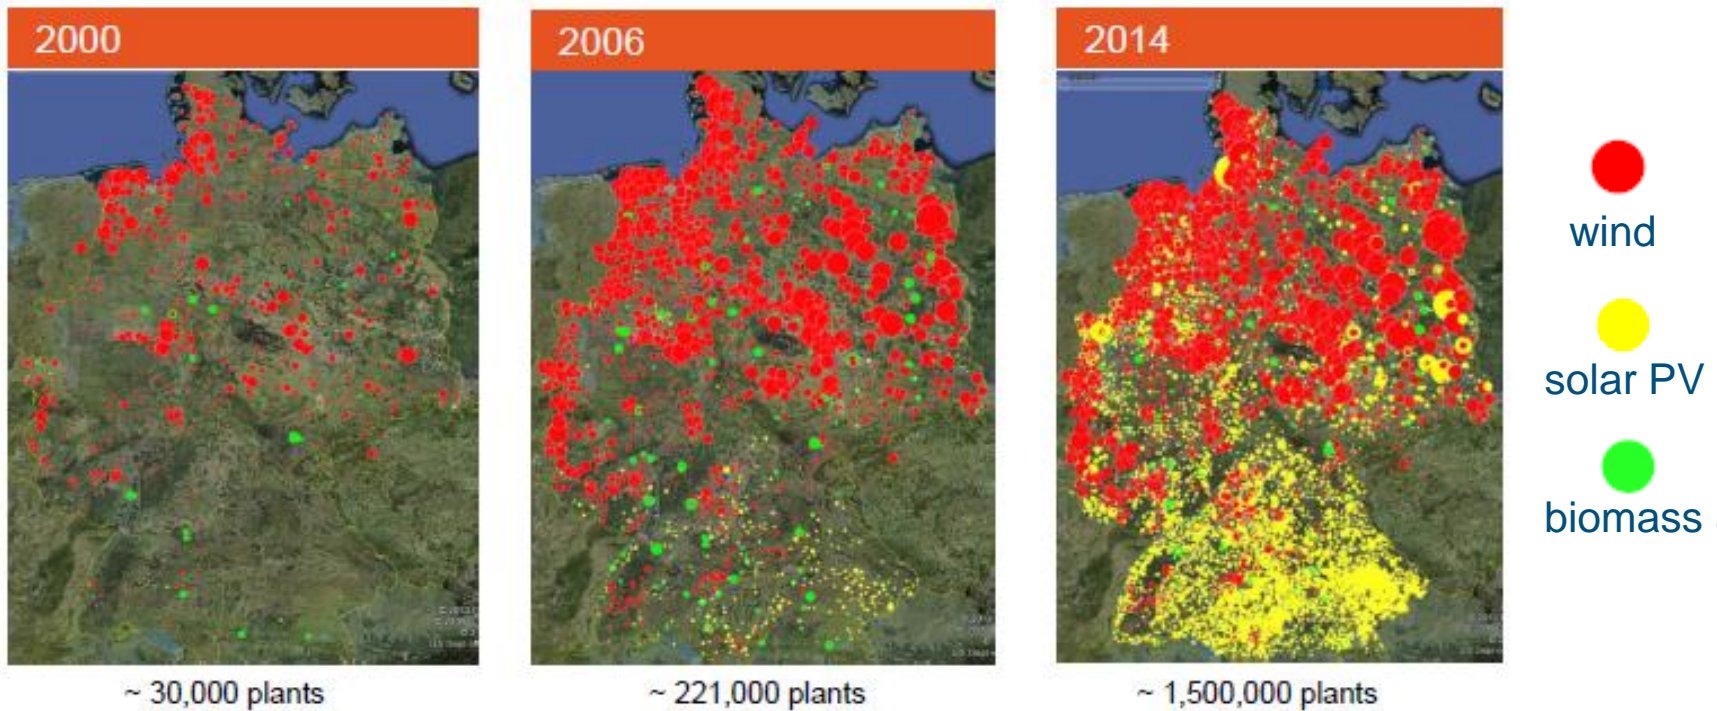 2000
2006
2014
wind
solar PV
biomass
~ 30,000 plants
~ 221,000 plants
~ 1,500,000 plants